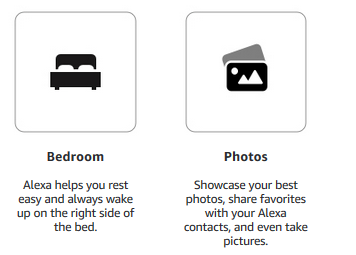 Bedroom
Alexa helps you rest
easy and always wake
up on the right side of
the bed.
Photos
Showcase your best
photos, share favorites
with your Alexa
contacts, and even take
pictures.